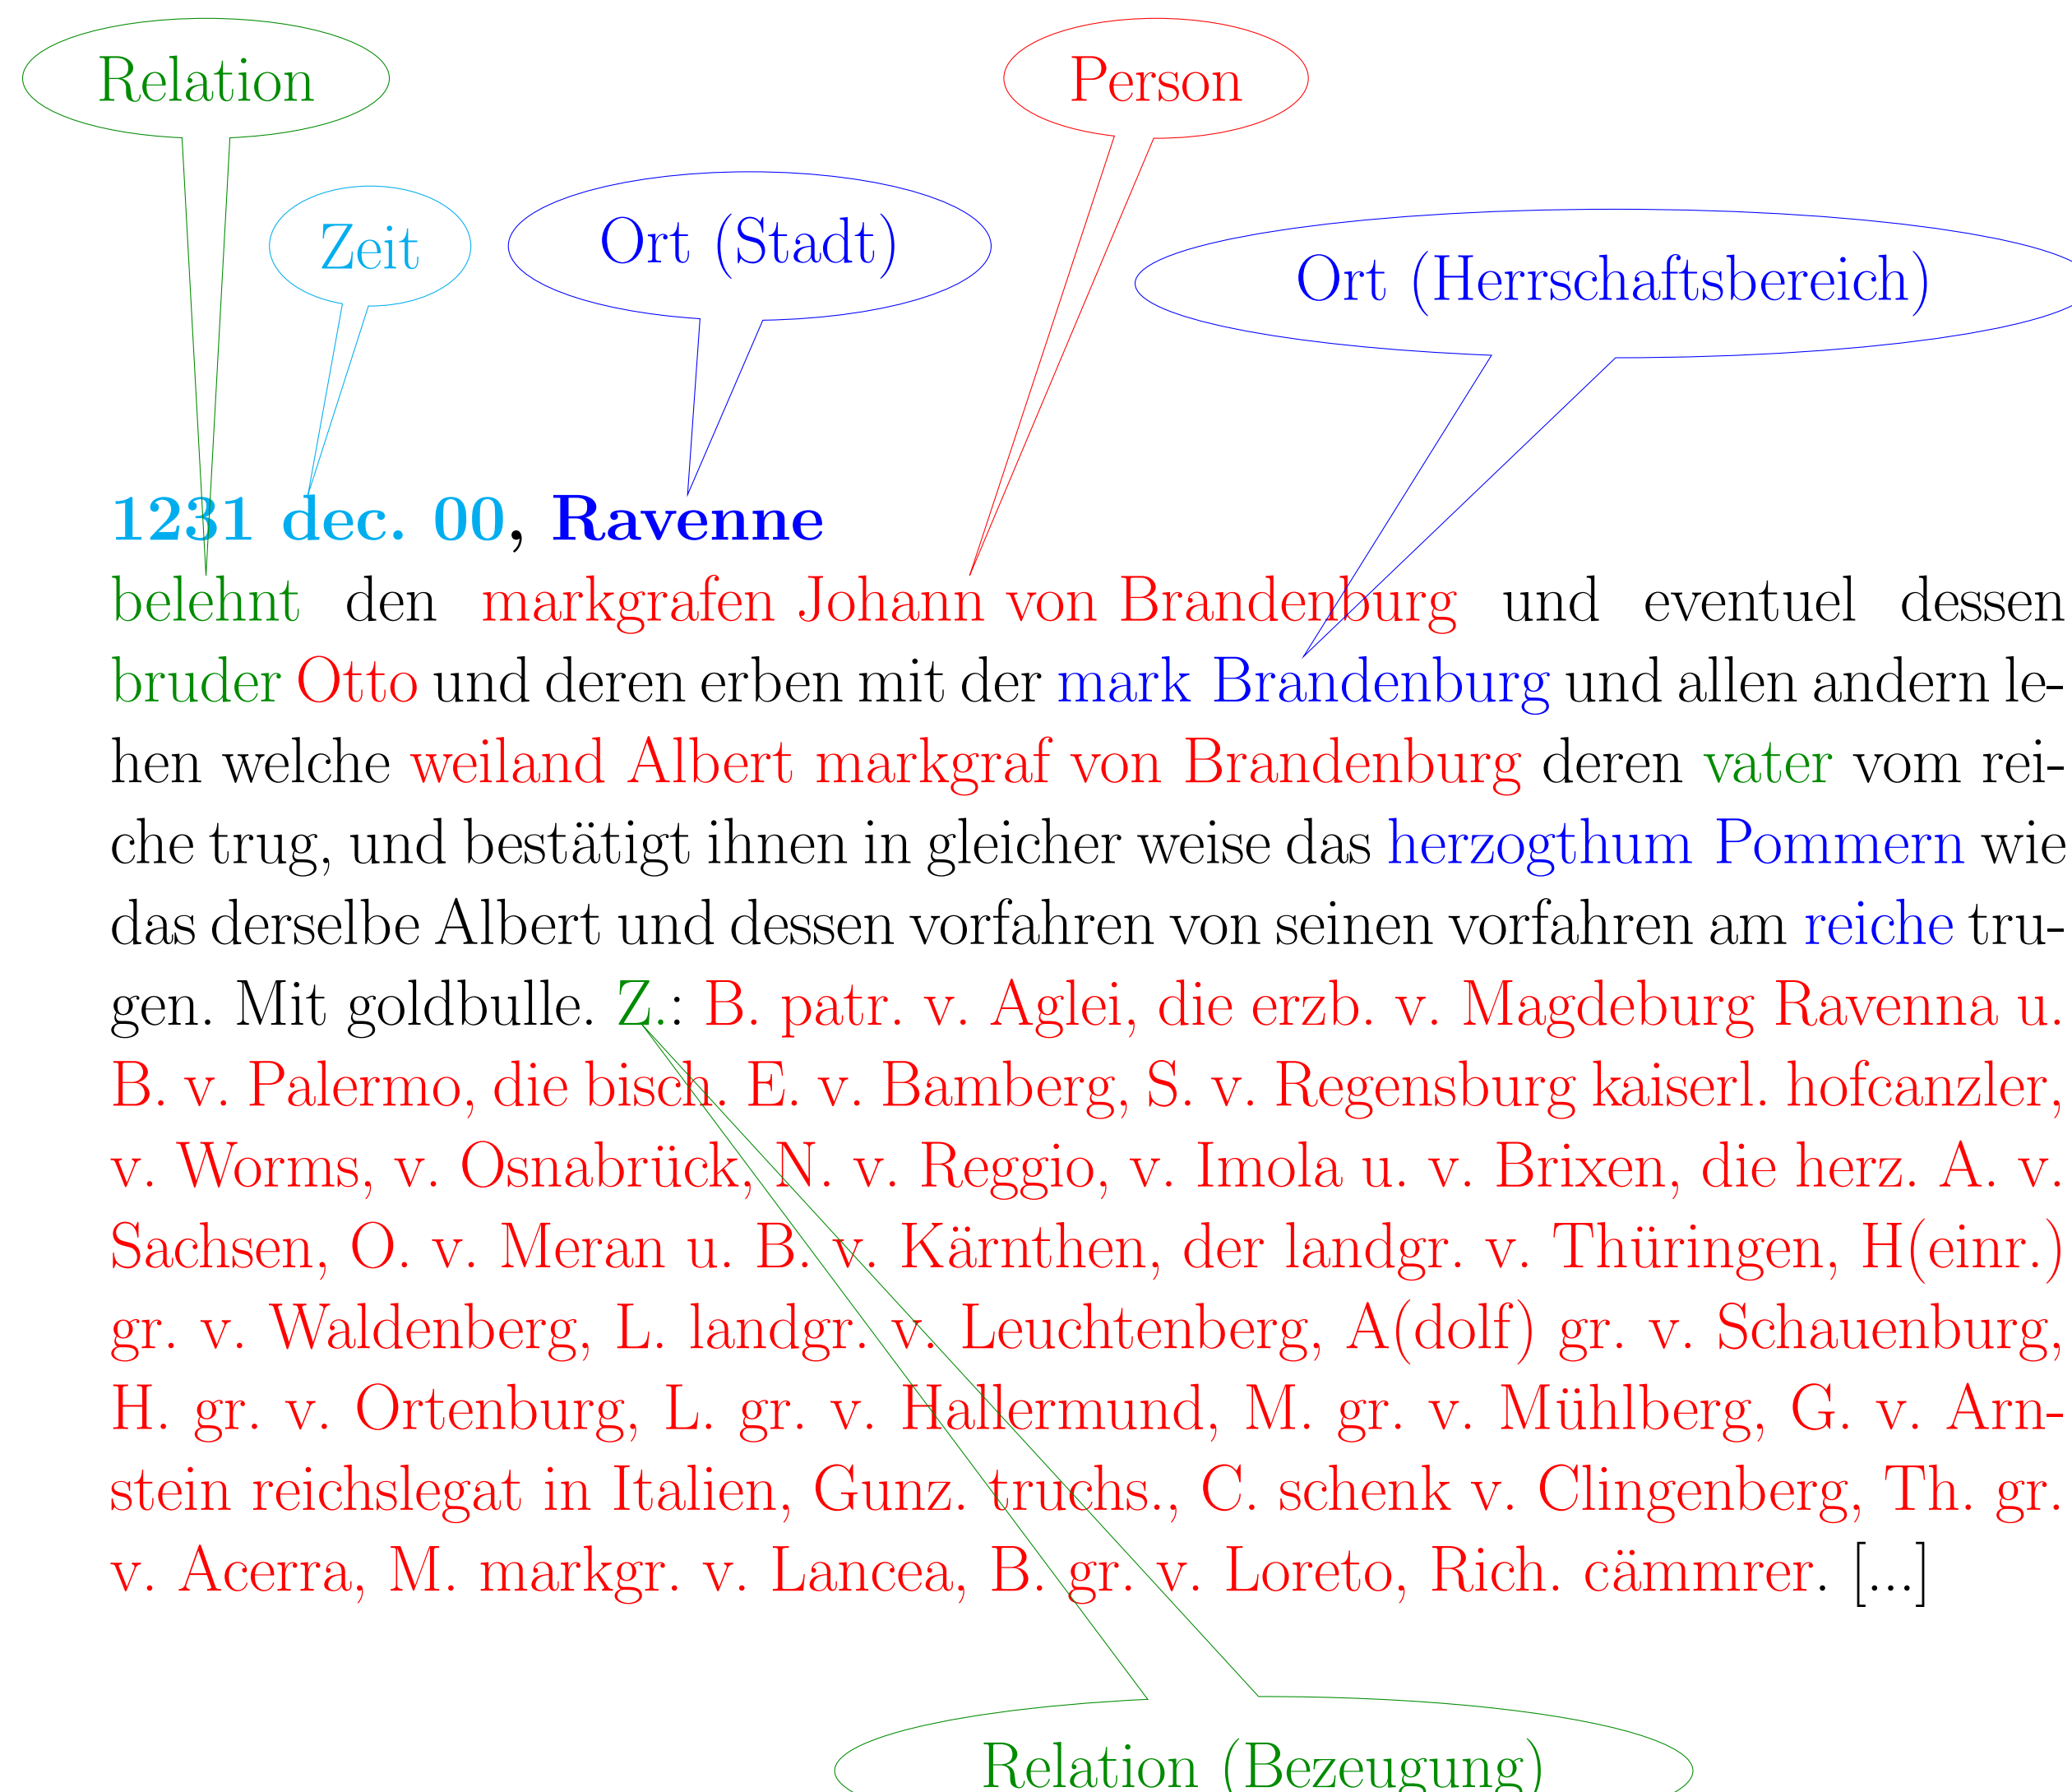 Relation
Person
Zeit
Ort (Stadt)
Ort (Herrschaftsbereich)
1231 dec. 00, Ravenne
belehnt den markgrafen Johann von Brandenburg und eventuel dessen
bruder Otto und deren erben mit der mark Brandenburg und allen andern le-
hen welche weiland Albert markgraf von Brandenburg deren vater vom rei-
che trug, und bestätigt ihnen in gleicher weise das herzogthum Pommern wie
das derselbe Albert und dessen vorfahren von seinen vorfahren am reiche tru-
gen. Mit goldbulle. Z.: B. patr. v. Aglei, die erzb. v. Magdeburg Ravenna u.
B. v. Palermo, die bisch. E. v. Bamberg, S. v. Regensburg kaiserl. hofcanzler,
v. Worms, v. Osnabrück, N. v. Reggio, v. Imola u. v. Brixen, die herz. A. v.
Sachsen, O. v. Meran u. B. v. Kärnthen, der landgr. v. Thüringen, H(einr.)
gr. v. Waldenberg, L. landgr. v. Leuchtenberg, A(dolf) gr. v. Schauenburg,
H. gr. v. Ortenburg, L. gr. v. Hallermund, M. gr. v. Mühlberg, G. v. Arn-
stein reichslegat in Italien, Gunz. truchs., C. schenk v. Clingenberg, Th. gr.
v. Acerra, M. markgr. v. Lancea, B. gr. v. Loreto, Rich. cämmrer. [...]
Relation (Bezeugung)